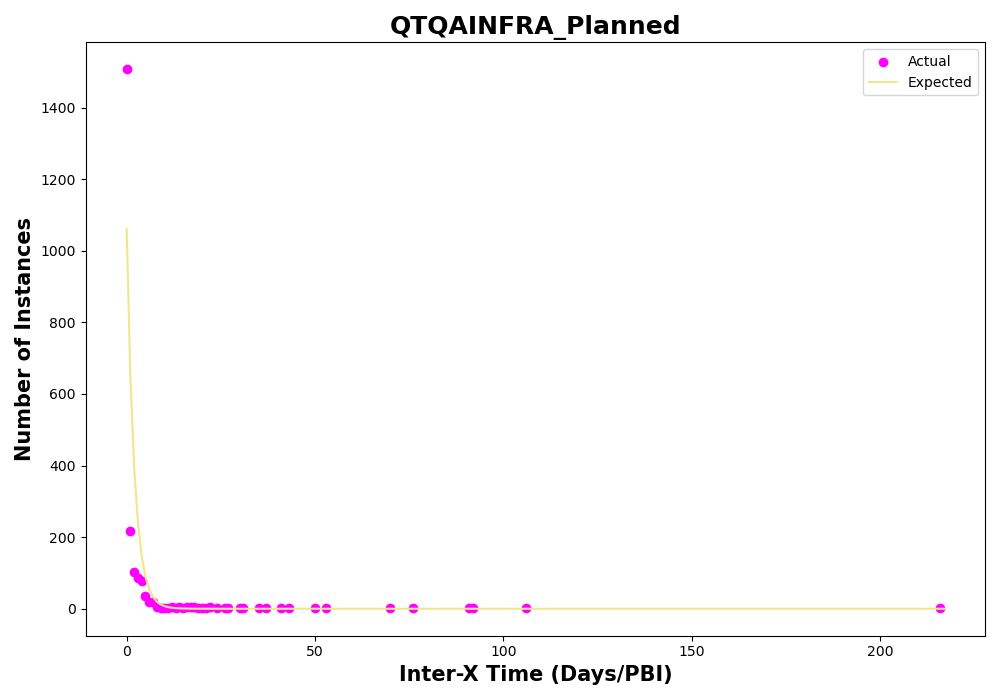 QTQAINFRA_Planned
Actual
Expected
Number of Instances
1400
1200
1000
800
600
400
200
0
0 50 100 150 200
Inter-X Time (Days/PBI)